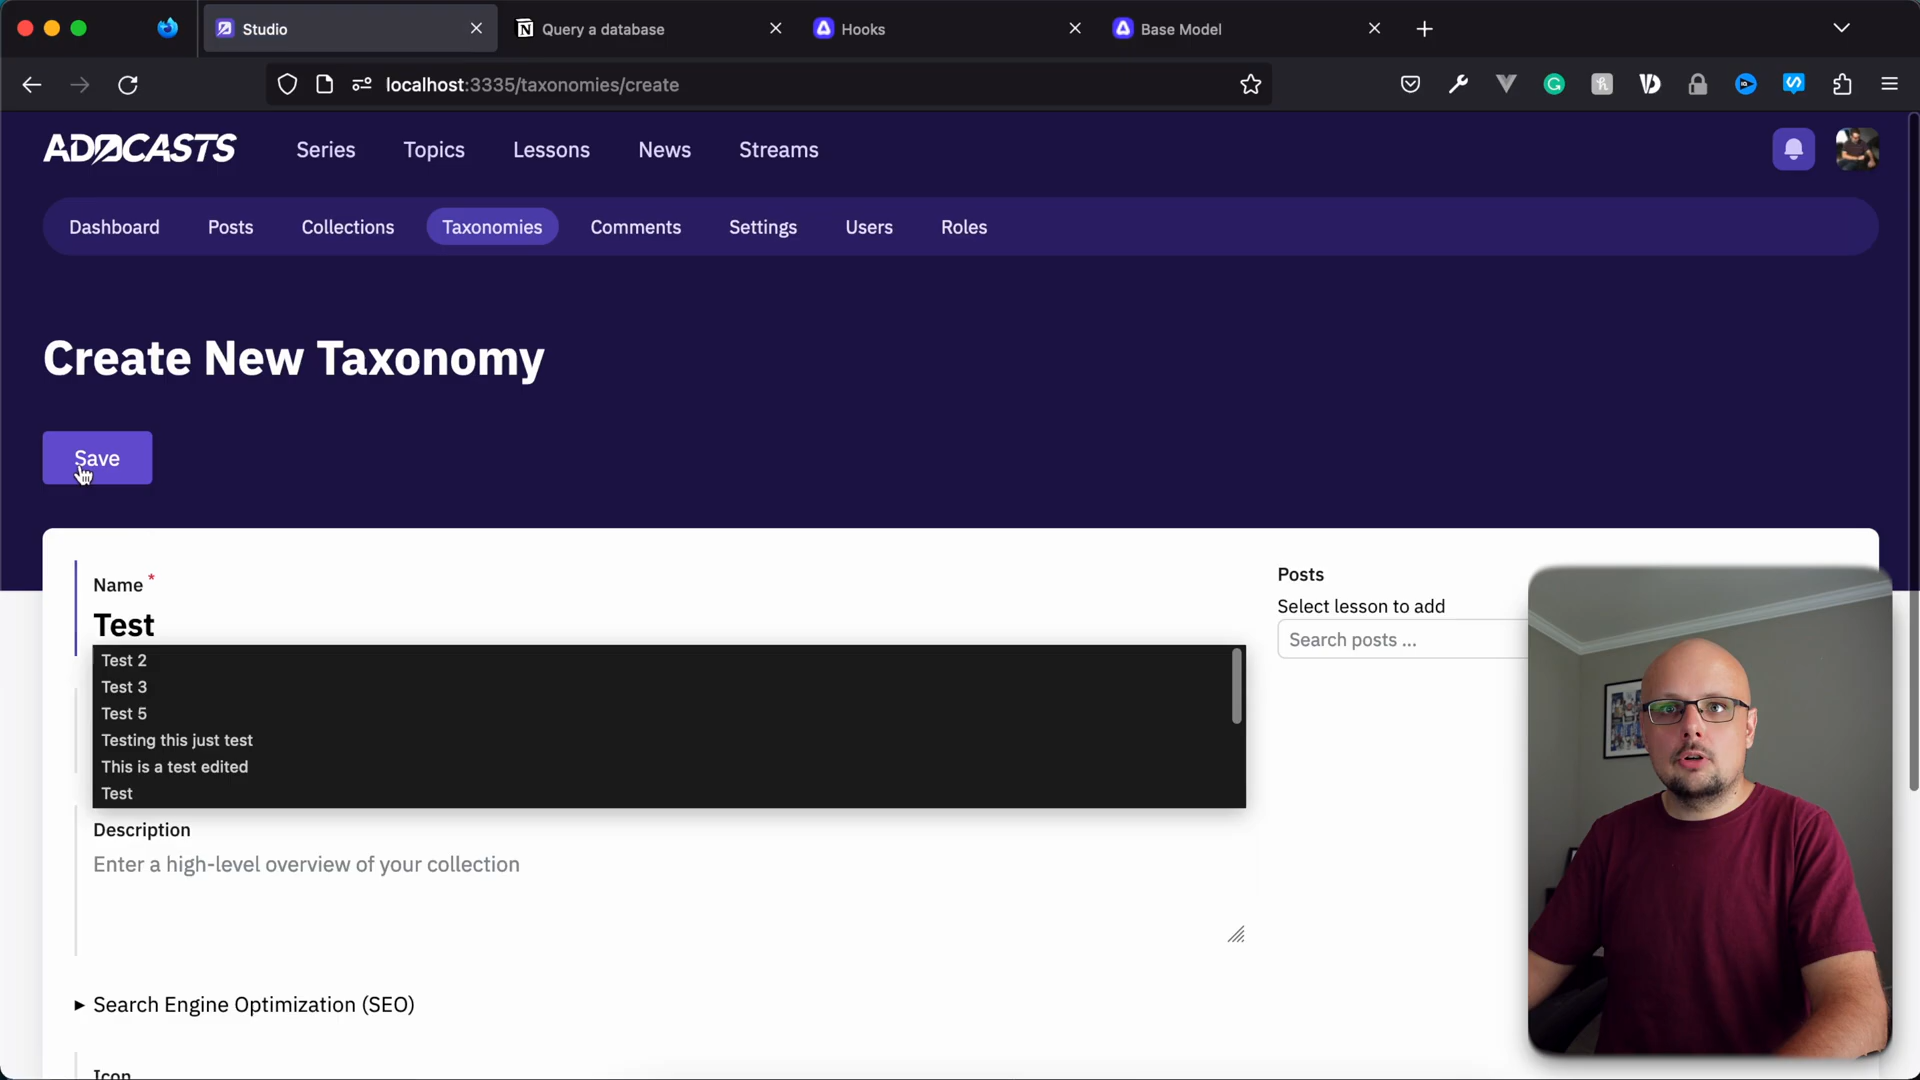 Studio
Query a database
Hooks
Base Model
localhost:3335/taxonomies/create
ADOCASTS
Series
Topics
Lessons
News
Streams
Dashboard
Posts
Collections
Taxonomies
Comments
Settings
Users
Roles
Create New Taxonomy
Save
Name *
Test
Test 2
Test 3
Test 5
Testing this just test
This is a test edited
Test
Description
Enter a high-level overview of your collection
Search Engine Optimization (SEO)
Icon
Posts
Select lesson to add
Search posts ...